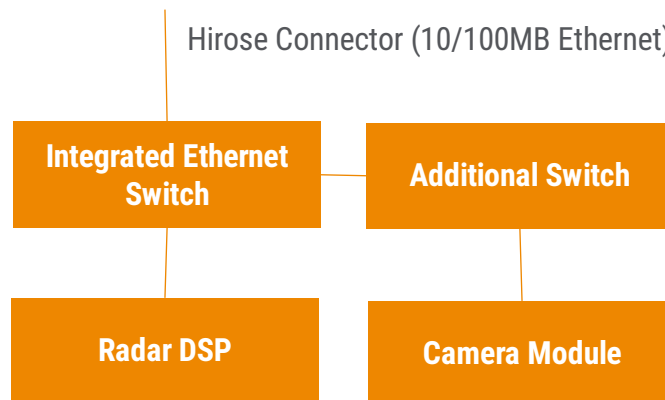 Hirose Connector (10/100MB Ethernet)
Integrated Ethernet
Switch
Additional Switch
Radar DSP
Camera Module